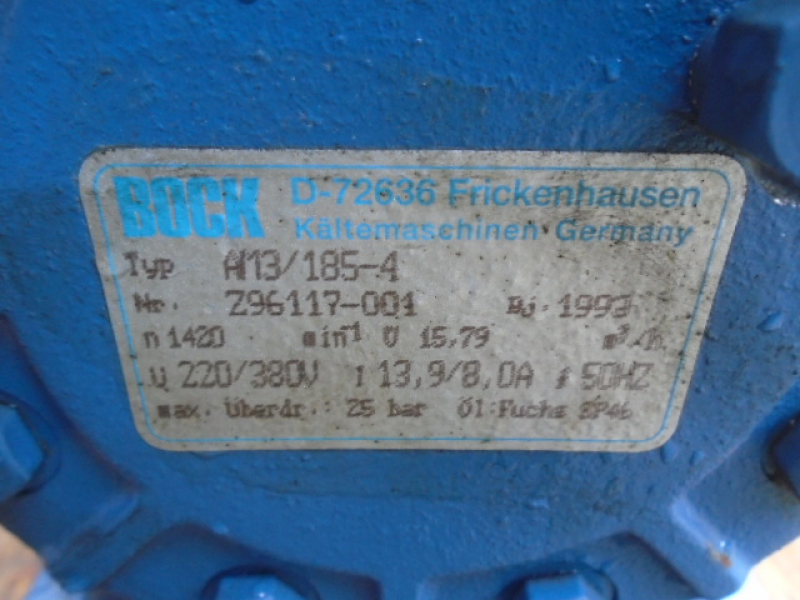 BOCK D-72636 Frickenhausen
Kältemaschinen Germany
Typ AM3/185-4
Nr. Z96117-001 Bj. 1993
n 1420 min-1 V 15,79 m³/h
U 220/380V I 13,9/8,0A f 50HZ
max. Überdr.: 25 bar Öl: Fuchs SP46